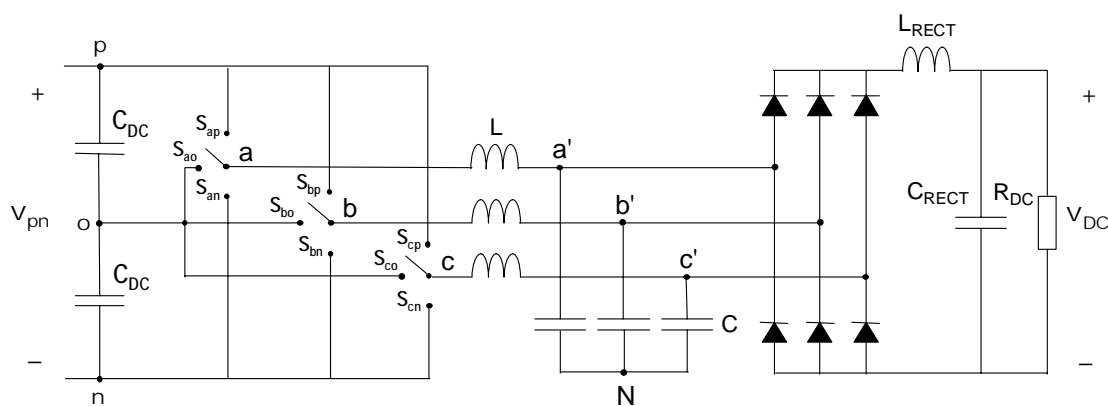 L_RECT
p
+
+
C_DC
S_ap
L
S_ao
a
a'
S_an
S_bp
C_RECT
R_DC
V_pn
o
S_bo
b
b'
V_DC
S_bn
S_cp
C_DC
S_co
c
c'
S_cn
C
–
–
n
N